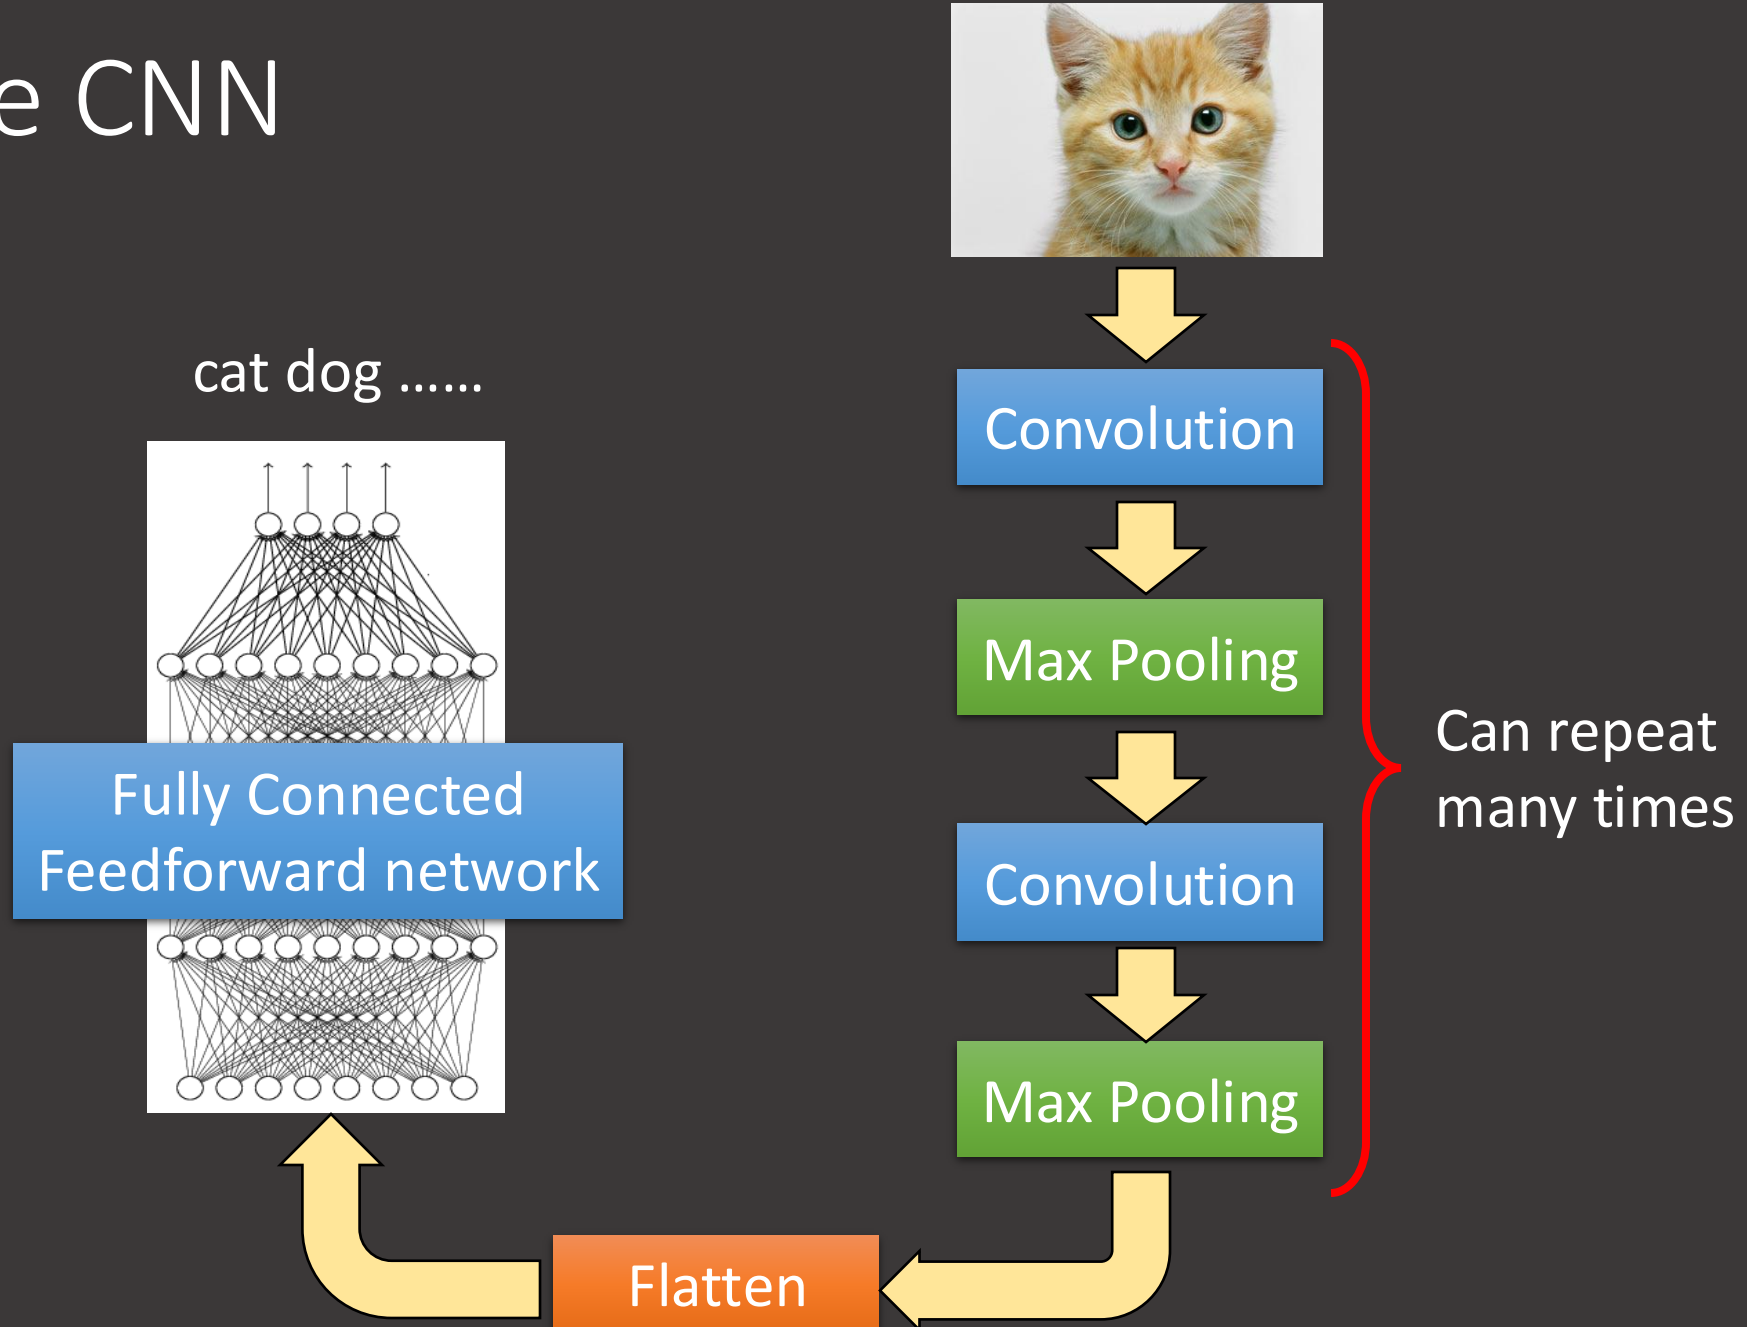 e CNN
cat dog ......
Convolution
Max Pooling
Convolution
Max Pooling
Can repeat
many times
Fully Connected
Feedforward network
Flatten